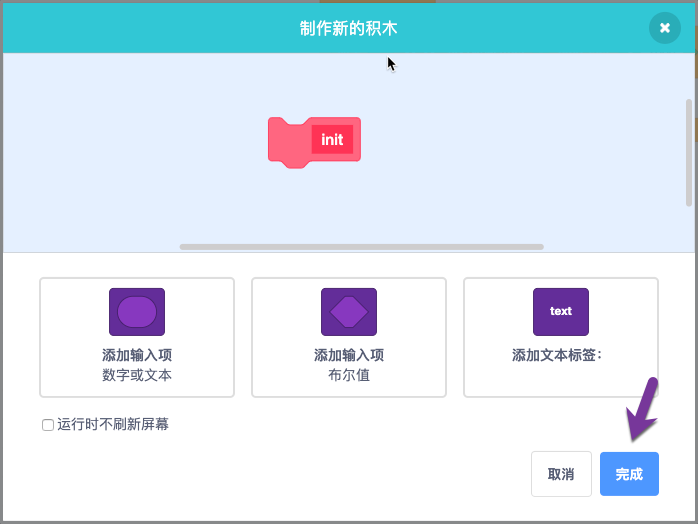 制作新的积木
init
text
添加输入项
数字或文本
添加输入项
布尔值
添加文本标签：
运行时不刷新屏幕
取消
完成